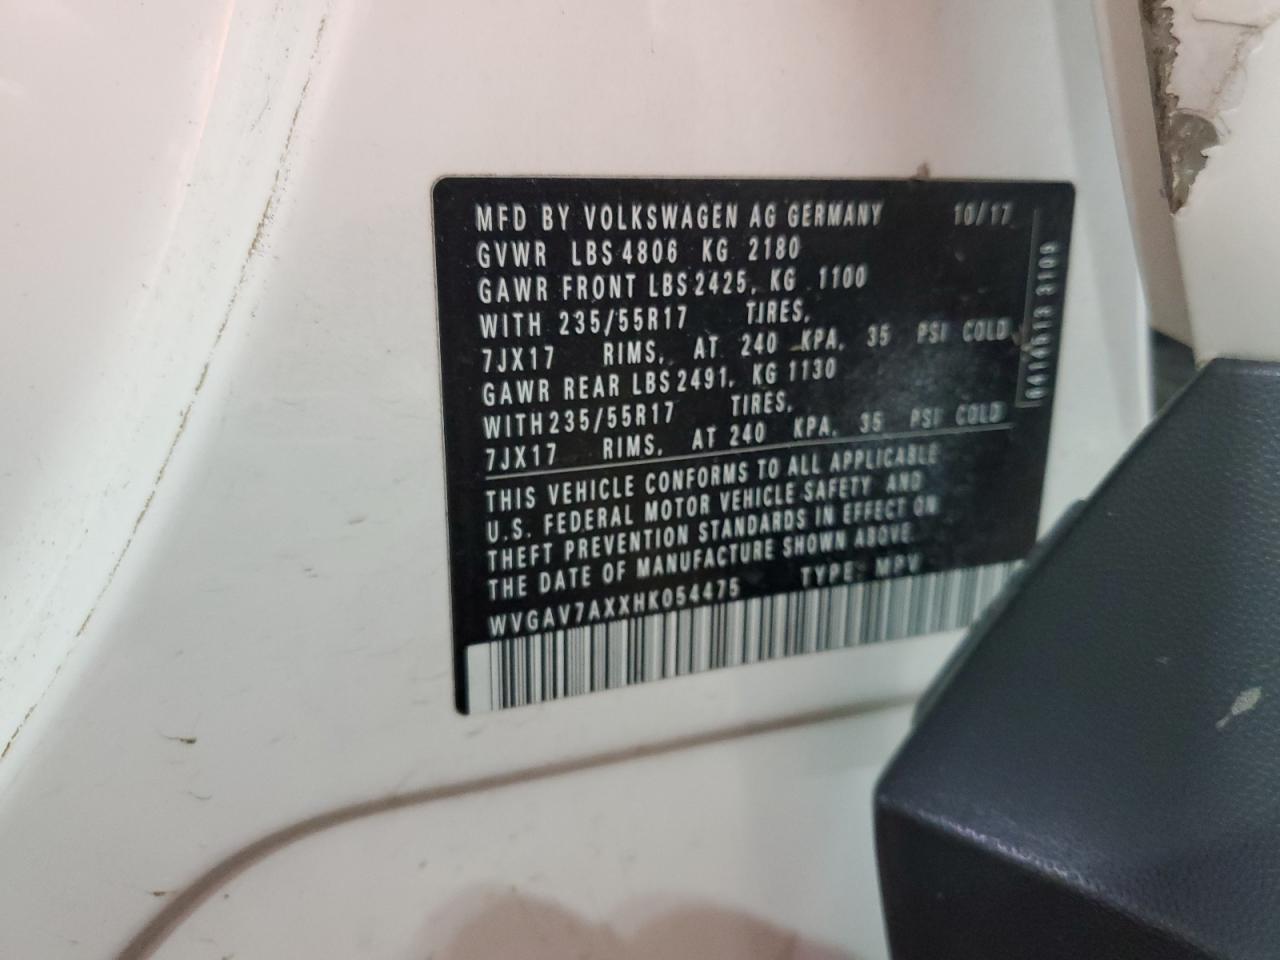 MFD BY VOLKSWAGEN AG GERMANY 10/17
GVWR LBS 4806 KG 2180
GAWR FRONT LBS 2425, KG 1100
WITH 235/55R17 TIRES,
7JX17 RIMS, AT 240 KPA, 35 PSI COLD
GAWR REAR LBS 2491, KG 1130
WITH 235/55R17 TIRES,
7JX17 RIMS, AT 240 KPA, 35 PSI COLD
THIS VEHICLE CONFORMS TO ALL APPLICABLE
U.S. FEDERAL MOTOR VEHICLE SAFETY AND
THEFT PREVENTION STANDARDS IN EFFECT ON
THE DATE OF MANUFACTURE SHOWN ABOVE.
WVGAV7AXXHK054475 TYPE: MPV